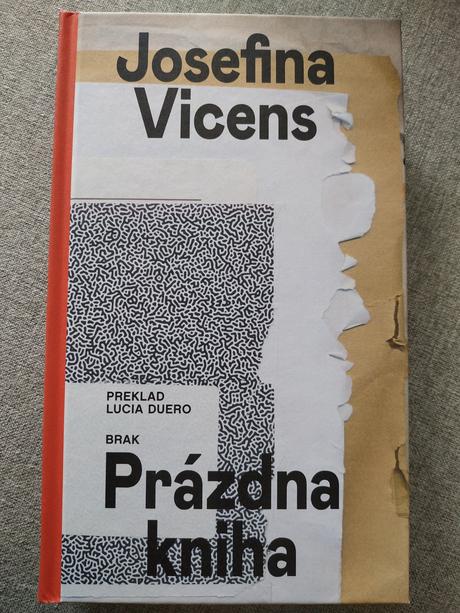 Josefina
Vicens
PREKLAD
LUCIA DUERO
BRAK
Prázdna
kniha